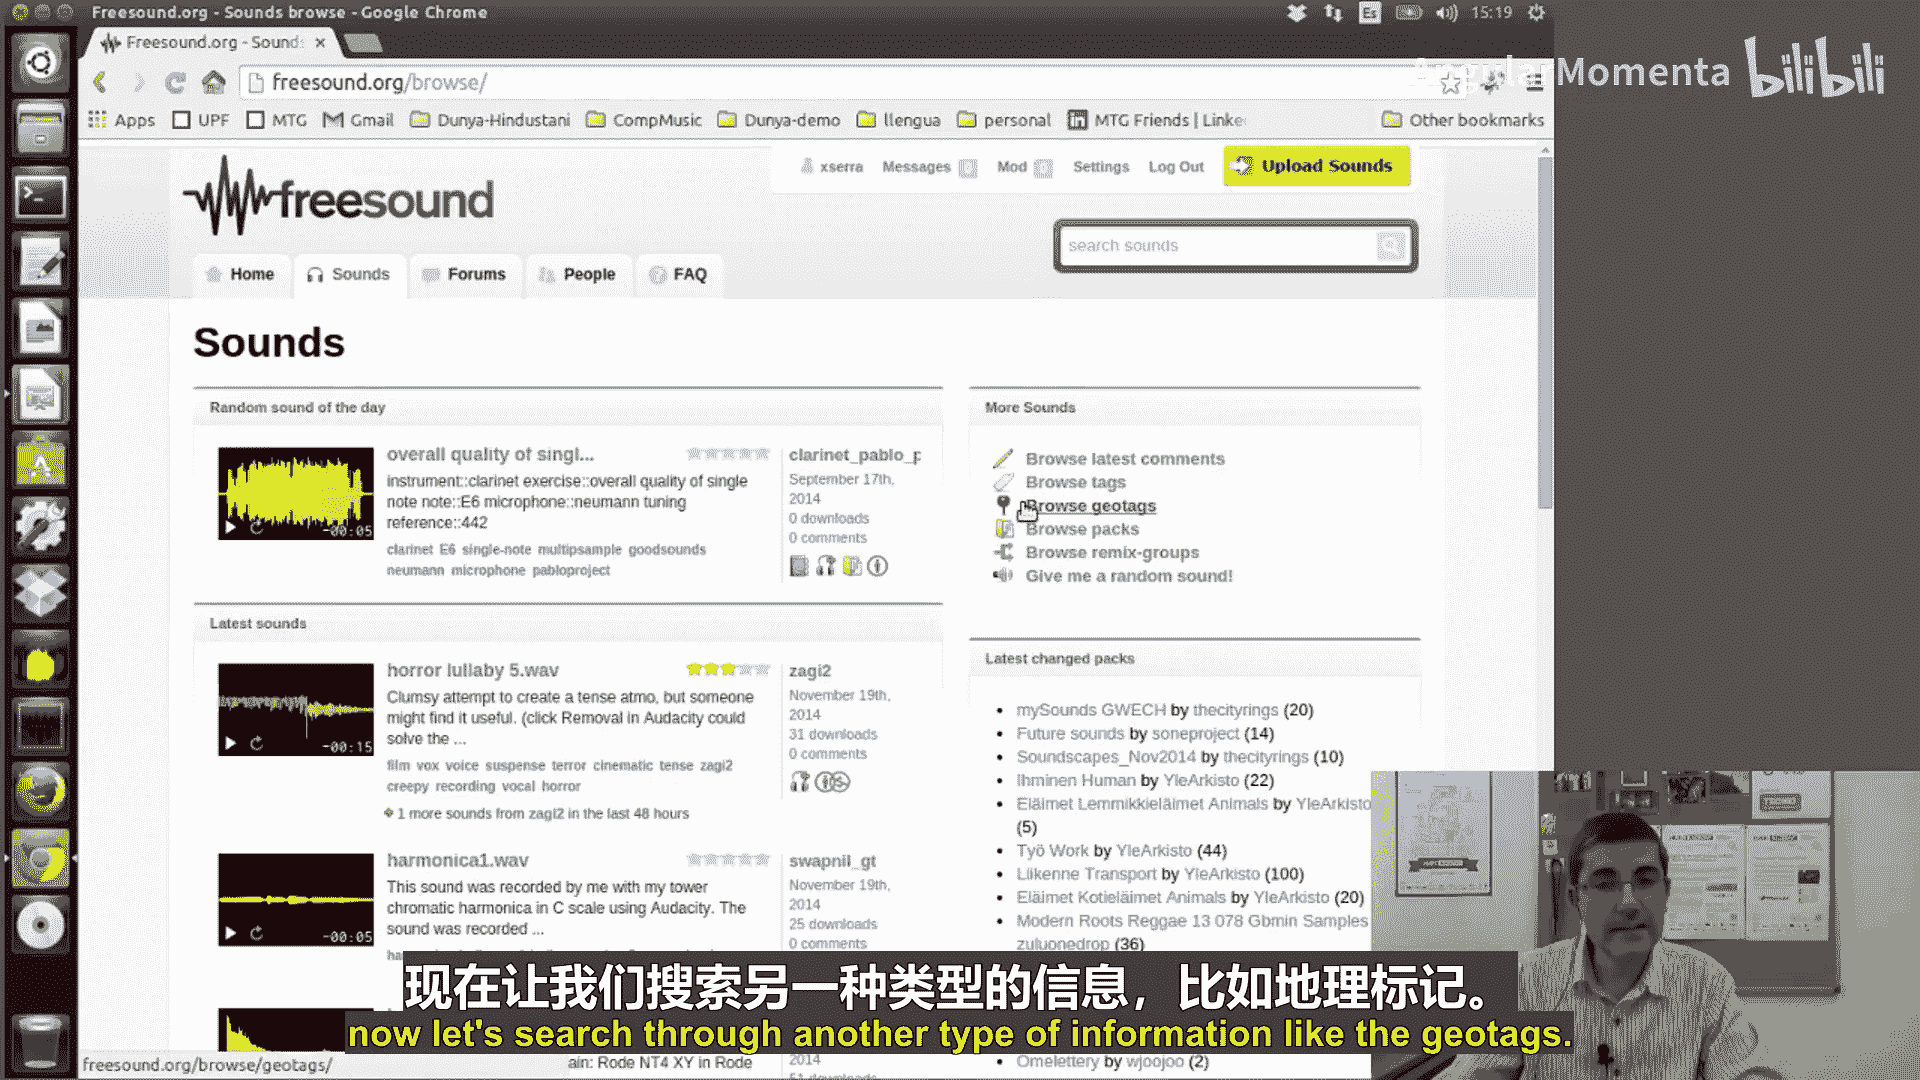 Freesound.org - Sounds browse - Google Chrome
Es
15:19
Freesound.org - Sound
freesound.org/browse/
AngularMomenta bilibili
Apps UPF MTG Gmail Dunya-Hindustani CompMusic Dunya-demo llengua personal MTG Friends | Linke Other bookmarks
xserra Messages Mod Settings Log Out Upload Sounds
freesound
search sounds
Home Sounds Forums People FAQ
Sounds
Random sound of the day
overall quality of singl...
instrument::clarinet exercise::overall quality of single
note note::E6 microphone::neumann tuning
reference::442
clarinet E6 single-note multipsample goodsounds
neumann microphone pabloproject
-00:05
clarinet_pablo_p
September 17th,
2014
0 downloads
0 comments
More Sounds
Browse latest comments
Browse tags
Browse geotags
Browse packs
Browse remix-groups
Give me a random sound!
Latest sounds
horror lullaby 5.wav
Clumsy attempt to create a tense atmo, but someone
might find it useful. (click Removal in Audacity could
solve the ...
film vox voice suspense terror cinematic tense zagi2
creepy recording vocal horror
1 more sounds from zagi2 in the last 48 hours
-00:15
zagi2
November 19th,
2014
31 downloads
0 comments
harmonica1.wav
This sound was recorded by me with my tower
chromatic harmonica in C scale using Audacity. The
sound was recorded ...
-00:05
swapnil_gt
November 19th,
2014
25 downloads
0 comments
Latest changed packs
mySounds GWECH by thecityrings (20)
Future sounds by soneproject (14)
Soundscapes_Nov2014 by thecityrings (10)
Ihminen Human by YleArkisto (22)
Eläimet Lemmikkieläimet Animals by YleArkisto
(5)
Työ Work by YleArkisto (44)
Liikenne Transport by YleArkisto (100)
Eläimet Kotieläimet Animals by YleArkisto (20)
Modern Roots Reggae 13 078 Gbmin Samples
zuluonedrop (36)
现在让我们搜索另一种类型的信息，比如地理标记。
now let's search through another type of information like the geotags.
freesound.org/browse/geotags/
ain: Rode NT4 XY in Rode
2014
Omelettery by wjoojoo (2)